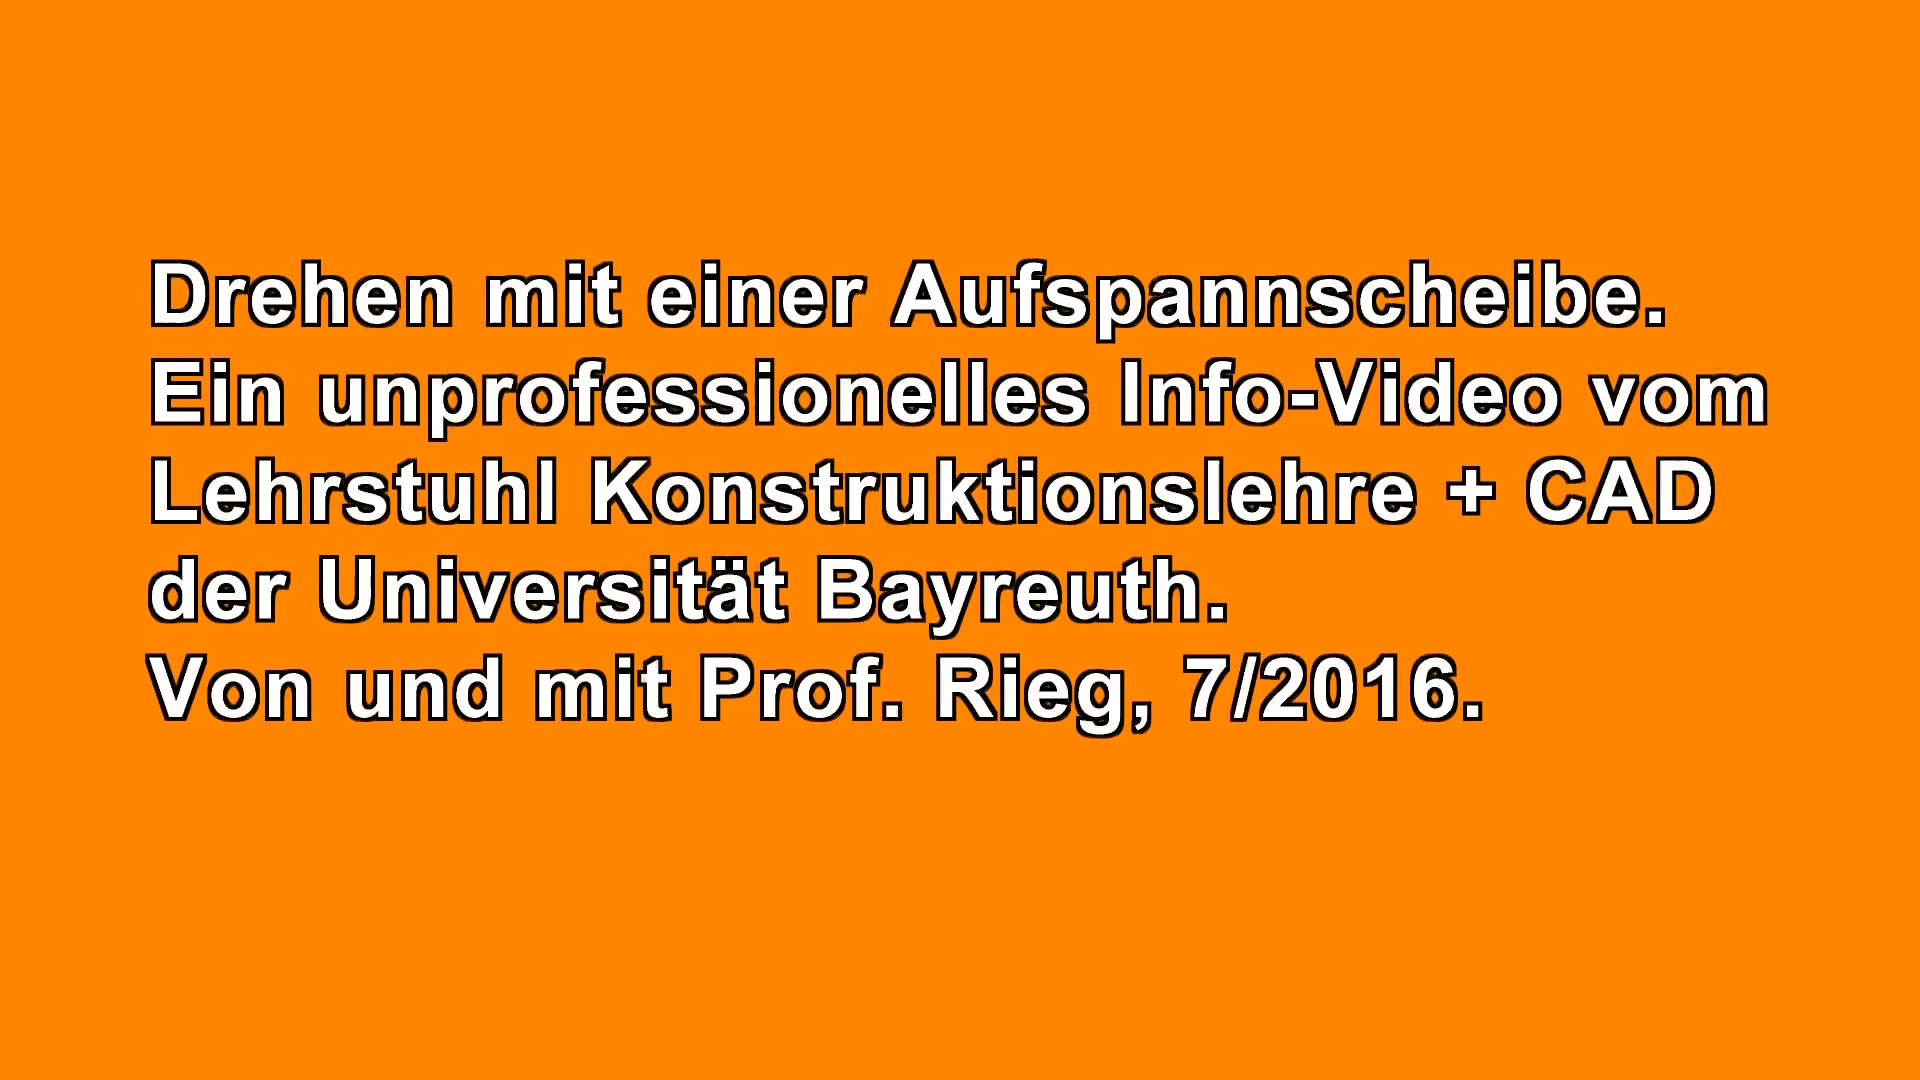 Drehen mit einer Aufspannscheibe.
Ein unprofessionelles Info-Video vom
Lehrstuhl Konstruktionslehre + CAD
der Universität Bayreuth.
Von und mit Prof. Rieg, 7/2016.